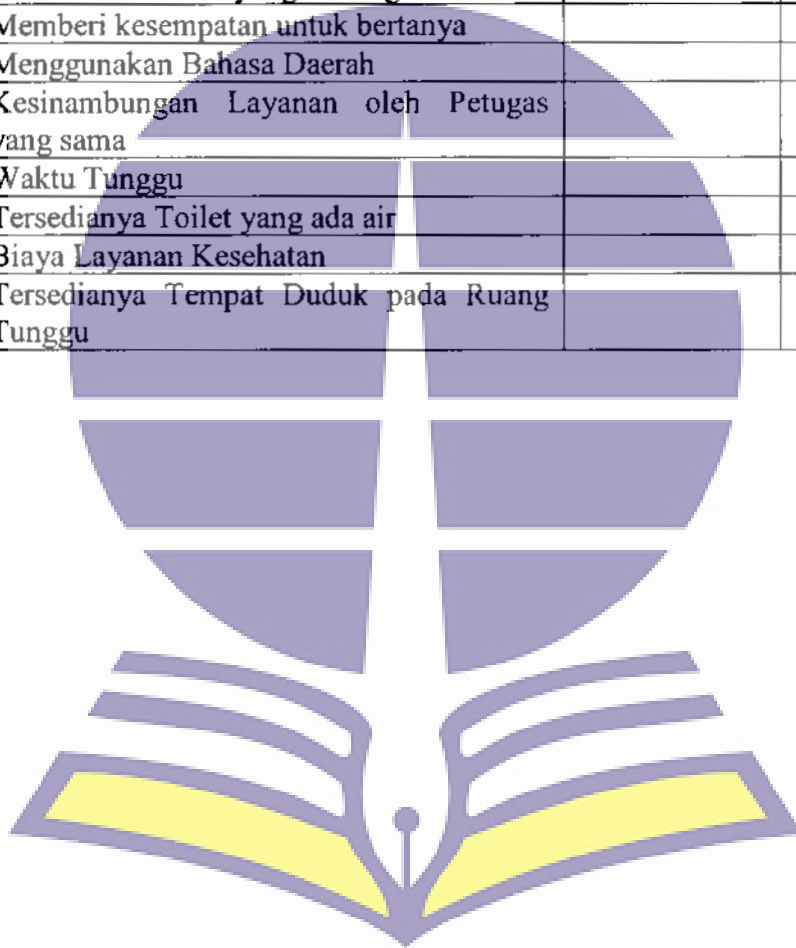 Memberi kesempatan untuk bertanya
Menggunakan Bahasa Daerah
Kesinambungan Layanan oleh Petugas
yang sama
Waktu Tunggu
Tersedianya Toilet yang ada air
Biaya Layanan Kesehatan
Tersedianya Tempat Duduk pada Ruang
Tunggu